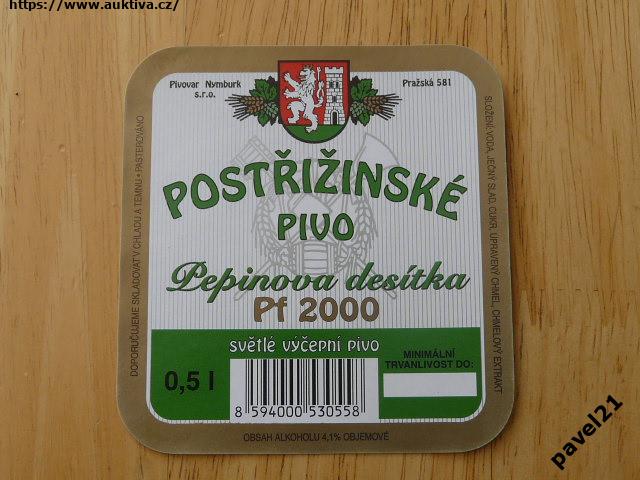 https://www.auktiva.cz/
Pivovar Nymburk
s.r.o.
Pražská 581
POSTŘIŽINSKÉ
PIVO
Pepinova desítka
Pf 2000
světlé výčepní pivo
0,5 l
MINIMÁLNÍ
TRVANLIVOST DO:
8 594000 530558
OBSAH ALKOHOLU 4,1% OBJEMOVĚ
DOPORUČUJEME SKLADOVAT V CHLADU A TEMNU • PASTEROVÁNO
SLOŽENÍ: VODA, JEČNÝ SLAD, CUKR, UPRAVENÝ CHMEL, CHMELOVÝ EXTRAKT
pavel21